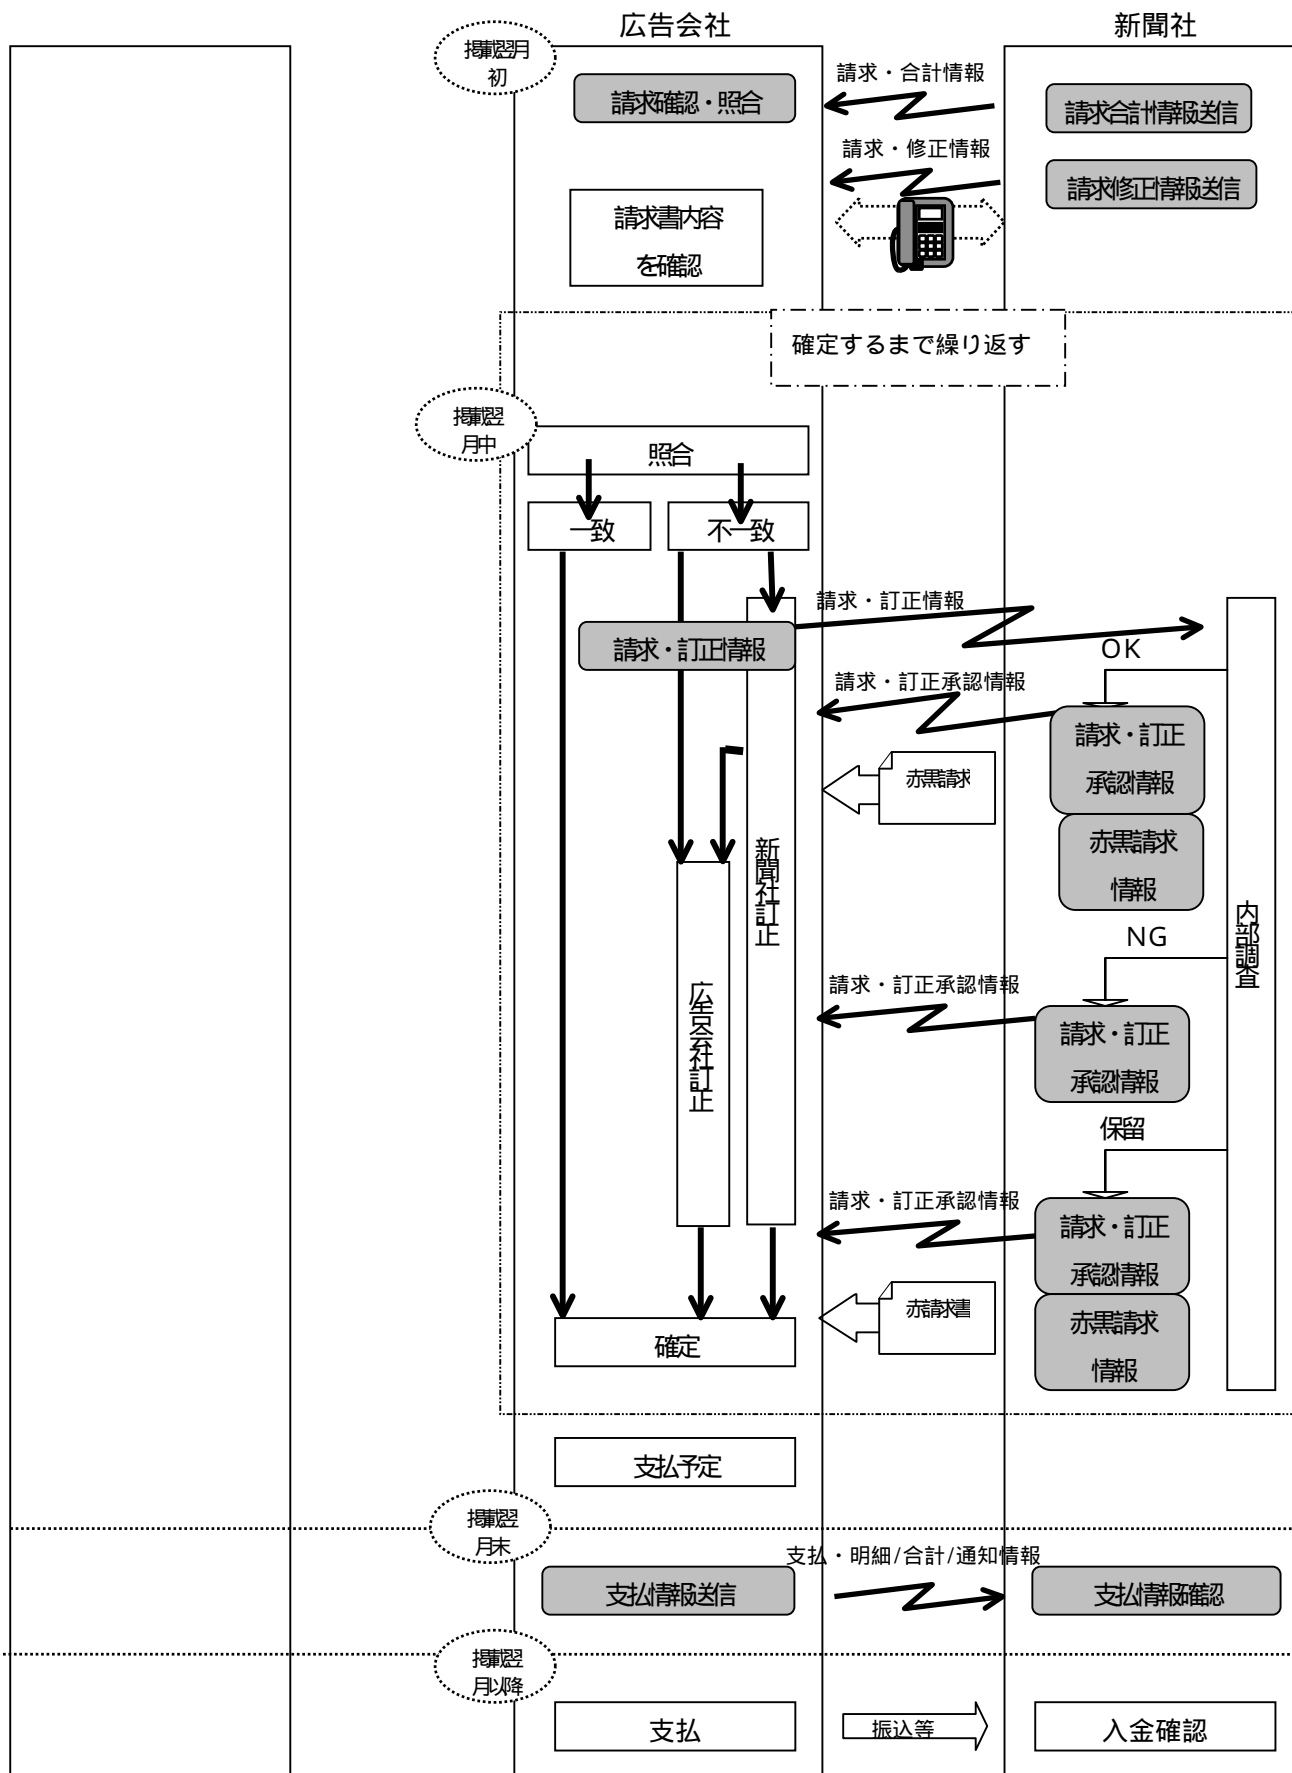 広告会社
新聞社
掲載翌月
初
請求・合計情報
請求確認・照合
請求合計情報送信
請求・修正情報
請求修正情報送信
請求書内容
を確認
確定するまで繰り返す
掲載翌
月中
照合
一致
不一致
請求・訂正情報
請求・訂正情報
OK
請求・訂正承認情報
請求・訂正
承認情報
赤黒請求
赤黒請求
情報
新聞社訂正
内部調査
NG
広告会社訂正
請求・訂正承認情報
請求・訂正
承認情報
保留
請求・訂正承認情報
請求・訂正
承認情報
赤請求書
赤黒請求
情報
確定
支払予定
掲載翌
月末
支払・明細/合計/通知情報
支払情報送信
支払情報確認
掲載翌
月以降
支払
振込等
入金確認